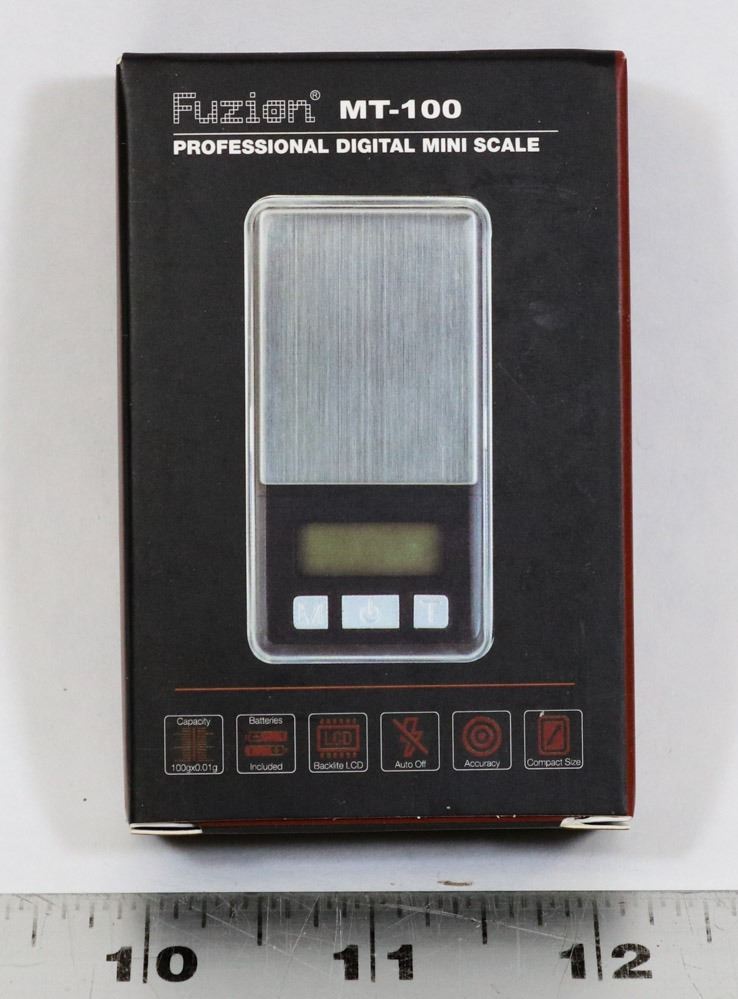 Fuzion® MT-100
PROFESSIONAL DIGITAL MINI SCALE
M T
Capacity
100gx0.01g
Batteries
Included
LCD
Backlite LCD
Auto Off
Accuracy
Compact Size
10 11 12